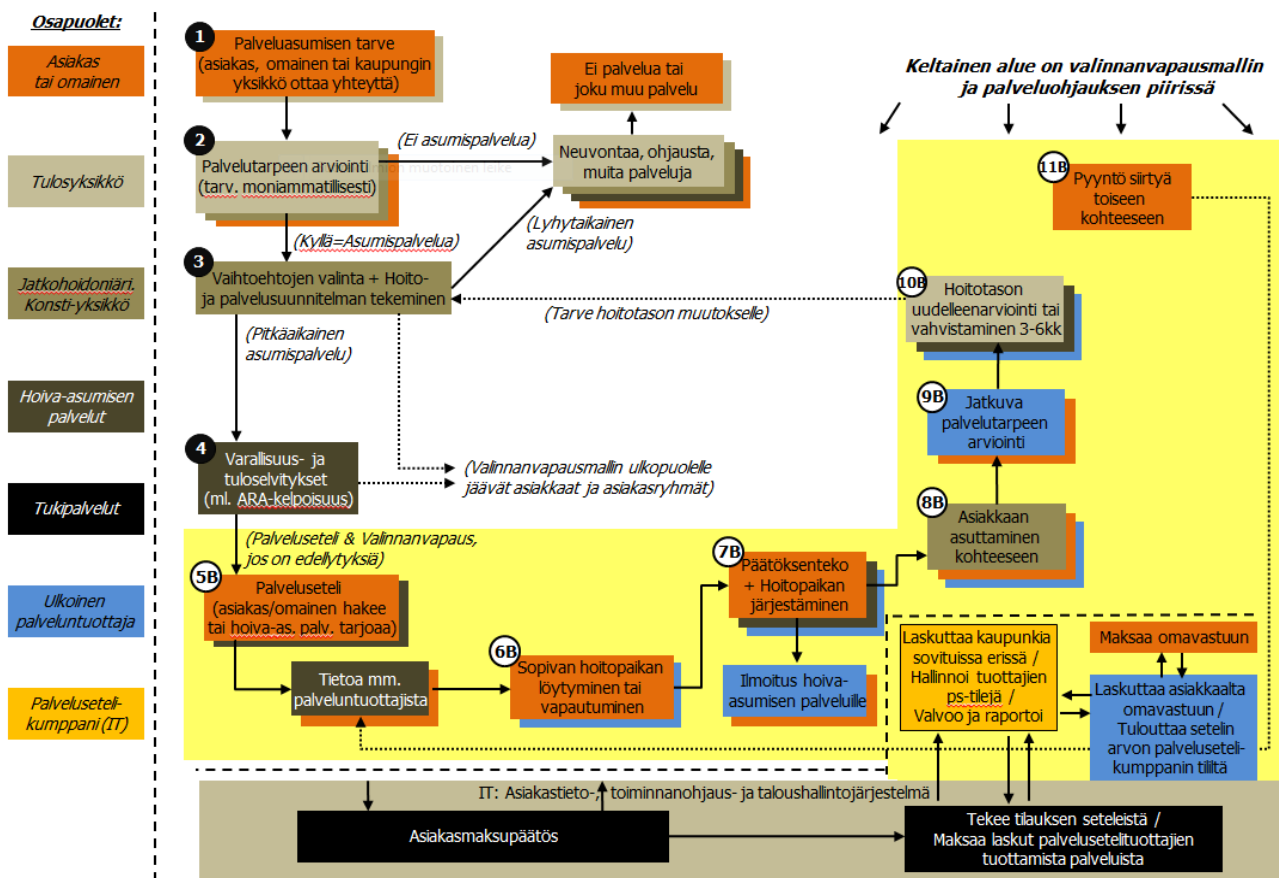 Osapuolet:
Asiakas
tai omainen
Tulosyksikkö
Jatkohoidonjärj.
Konsti-yksikkö
Hoiva-asumisen
palvelut
Tukipalvelut
Ulkoinen
palveluntuottaja
Palveluseteli-
kumppani (IT)
1
Palveluasumisen tarve
(asiakas, omainen tai kaupungin
yksikkö ottaa yhteyttä)
Ei palvelua tai
joku muu palvelu
Keltainen alue on valinnanvapausmallin
ja palveluohjauksen piirissä
2
Palvelutarpeen arviointi
(tarv. moniammatillisesti)
(Ei asumispalvelua)
muotoinen leike
Neuvontaa, ohjausta,
muita palveluja
11B
Pyyntö siirtyä
toiseen
kohteeseen
(Kyllä=Asumispalvelua)
(Lyhytaikainen
asumispalvelu)
3
Vaihtoehtojen valinta + Hoito-
ja palvelusuunnitelman tekeminen
10B
Hoitotason
uudelleenarviointi tai
vahvistaminen 3-6kk
(Tarve hoitotason muutokselle)
(Pitkäaikainen
asumispalvelu)
9B
Jatkuva
palvelutarpeen
arviointi
4
Varallisuus- ja
tuloselvitykset
(ml. ARA-kelpoisuus)
(Valinnanvapausmallin ulkopuolelle
jäävät asiakkaat ja asiakasryhmät)
8B
Asiakkaan
asuttaminen
kohteeseen
(Palveluseteli & Valinnanvapaus,
jos on edellytyksiä)
5B
Palveluseteli
(asiakas/omainen hakee
tai hoiva-as. palv. tarjoaa)
7B
Päätöksenteko
+ Hoitopaikan
järjestäminen
Tietoa mm.
palveluntuottajista
6B
Sopivan hoitopaikan
löytyminen tai
vapautuminen
Ilmoitus hoiva-
asumisen palveluille
Laskuttaa kaupunkia
sovituissa erissä /
Hallinnoi tuottajien
ps-tilejä /
Valvoo ja raportoi
Maksaa omavastuun
Laskuttaa asiakkaalta
omavastuun /
Tulouttaa setelin
arvon palveluseteli-
kumppanin tililtä
IT: Asiakastieto-, toiminnanohjaus- ja taloushallintojärjestelmä
Asiakasmaksupäätös
Tekee tilauksen seteleistä /
Maksaa laskut palvelusetelituottajien
tuottamista palveluista